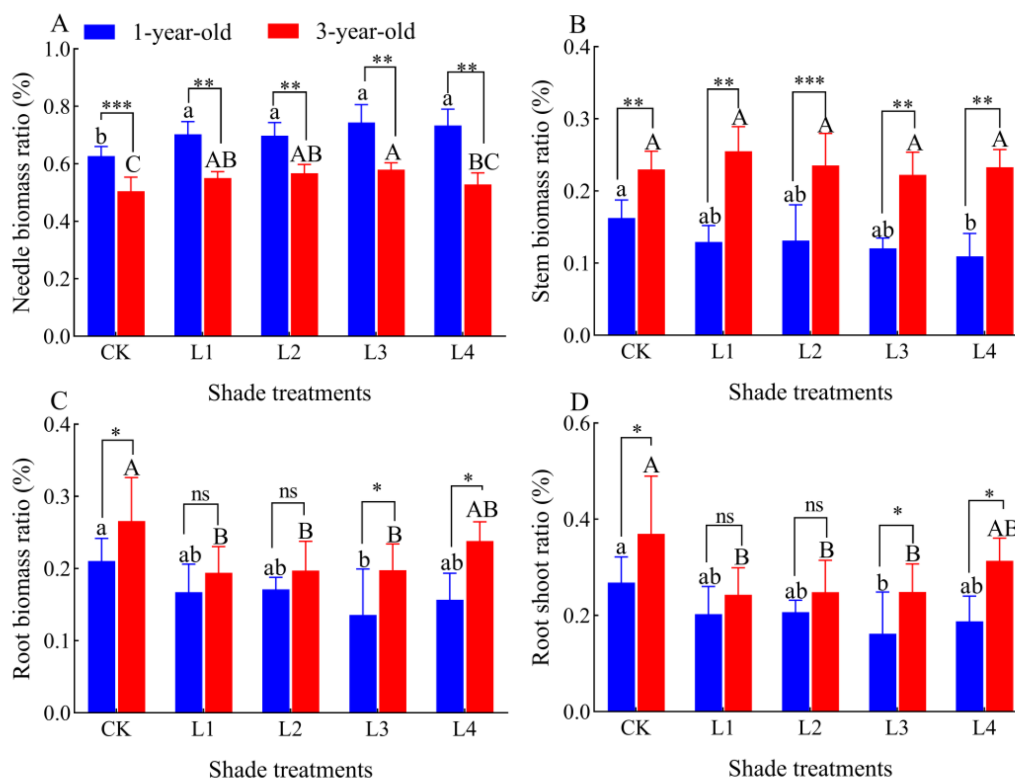 A
1-year-old
3-year-old
Needle biomass ratio (%)
1.0
0.8
0.6
0.4
0.2
0.0
***
**
**
**
**
b
C
a
AB
a
AB
a
A
a
BC
CK
L1
L2
L3
L4
Shade treatments
B
Stem biomass ratio (%)
0.4
0.3
0.2
0.1
0.0
**
**
***
**
**
a
A
ab
A
ab
A
ab
A
b
A
CK
L1
L2
L3
L4
Shade treatments
C
Root biomass ratio (%)
0.4
0.3
0.2
0.1
0.0
*
ns
ns
*
*
a
A
ab
B
ab
B
b
B
ab
AB
CK
L1
L2
L3
L4
Shade treatments
D
Root shoot ratio (%)
0.6
0.4
0.2
0.0
*
ns
ns
*
*
a
A
ab
B
ab
B
b
B
ab
AB
CK
L1
L2
L3
L4
Shade treatments